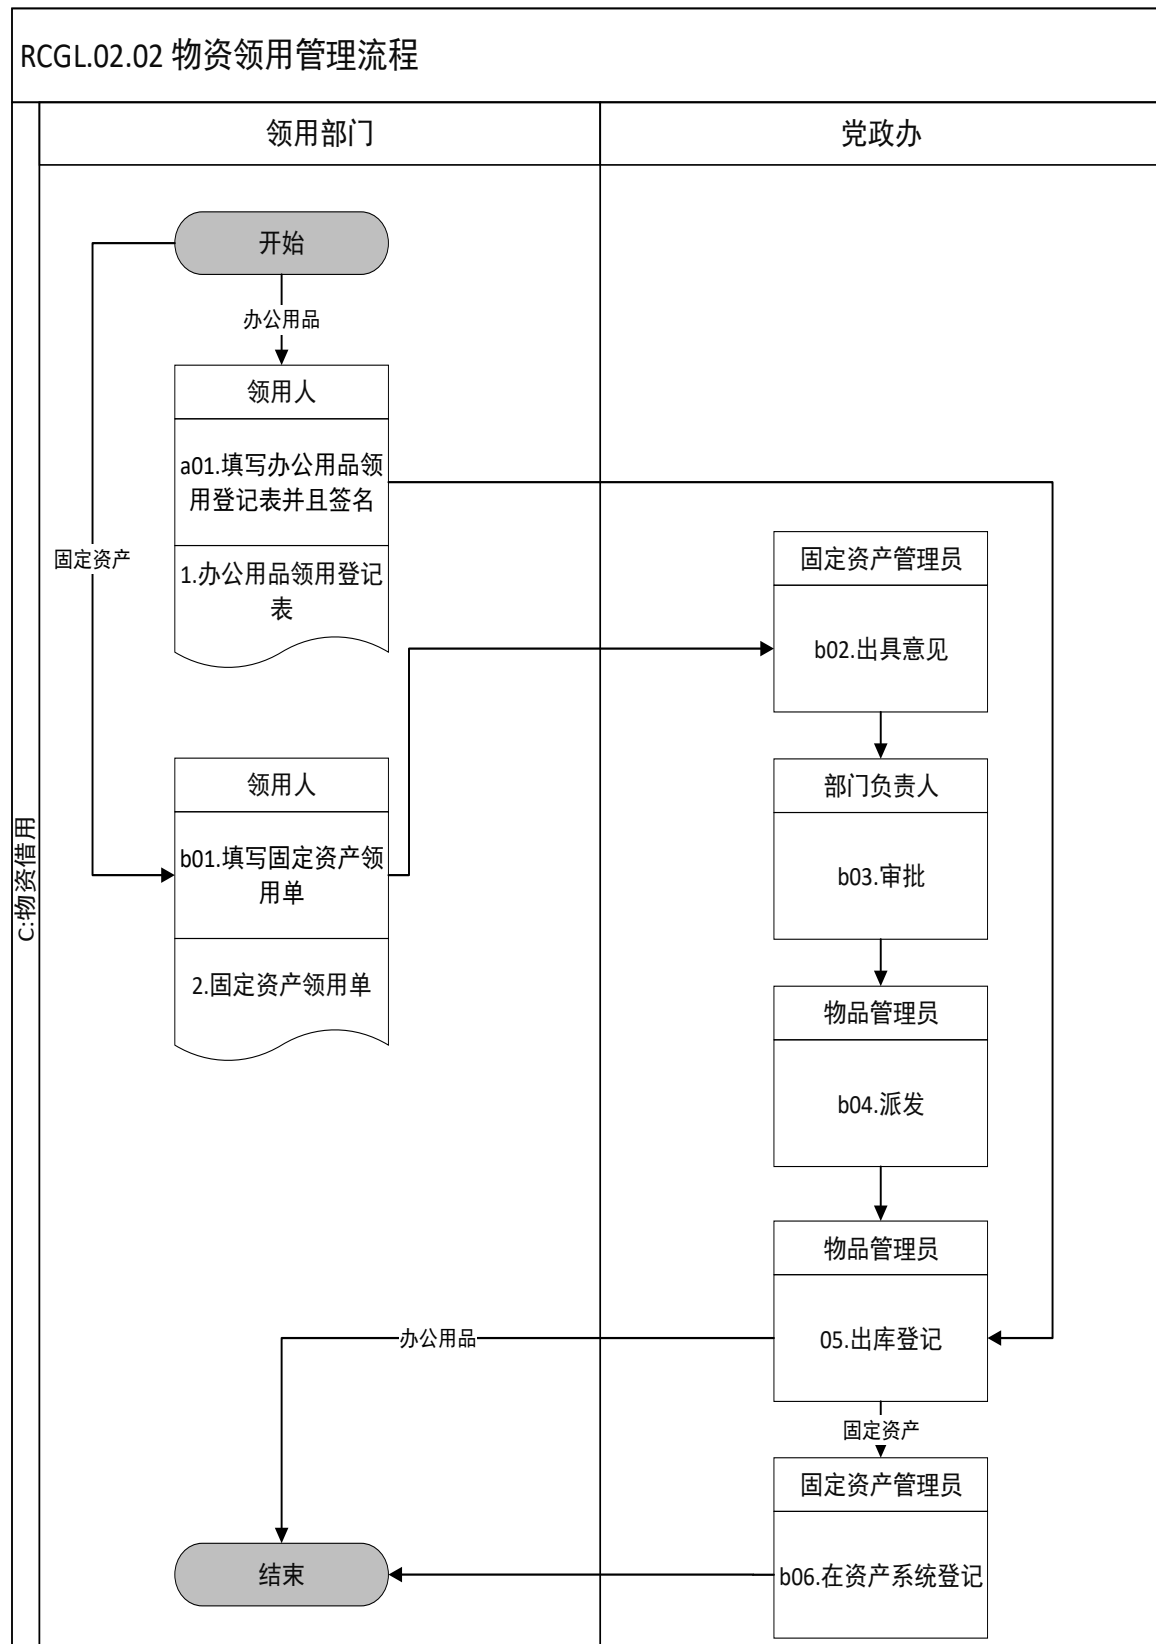 RCGL.02.02 物资领用管理流程
领用部门
党政办
C:物资借用
开始
办公用品
领用人
a01.填写办公用品领
用登记表并且签名
1.办公用品领用登记
表
固定资产
固定资产管理员
b02.出具意见
领用人
b01.填写固定资产领
用单
2.固定资产领用单
部门负责人
b03.审批
物品管理员
b04.派发
物品管理员
05.出库登记
办公用品
固定资产
固定资产管理员
b06.在资产系统登记
结束